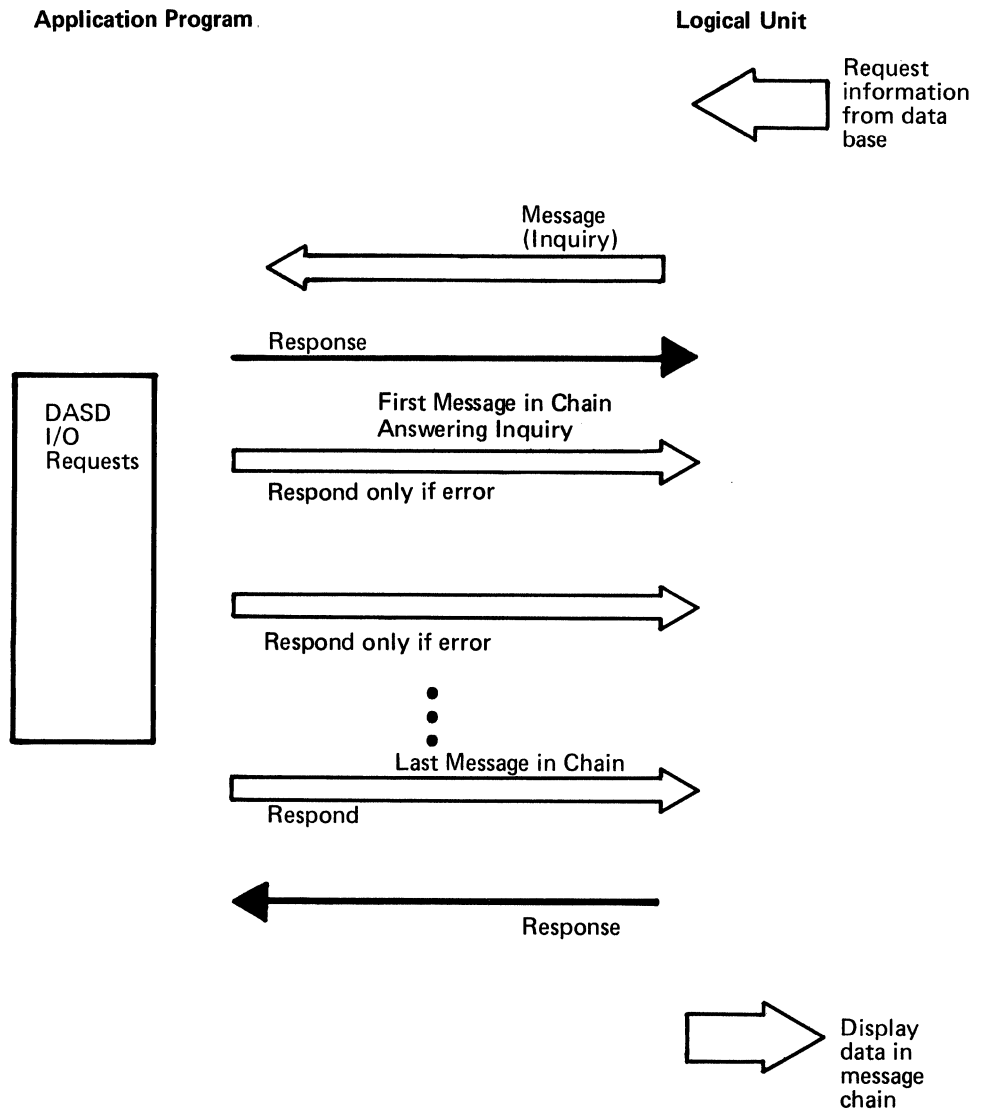 Application Program
Logical Unit
Request
information
from data
base
Message
(Inquiry)
Response
DASD
I/O
Requests
First Message in Chain
Answering Inquiry
Respond only if error
Respond only if error
Last Message in Chain
Respond
Response
Display
data in
message
chain